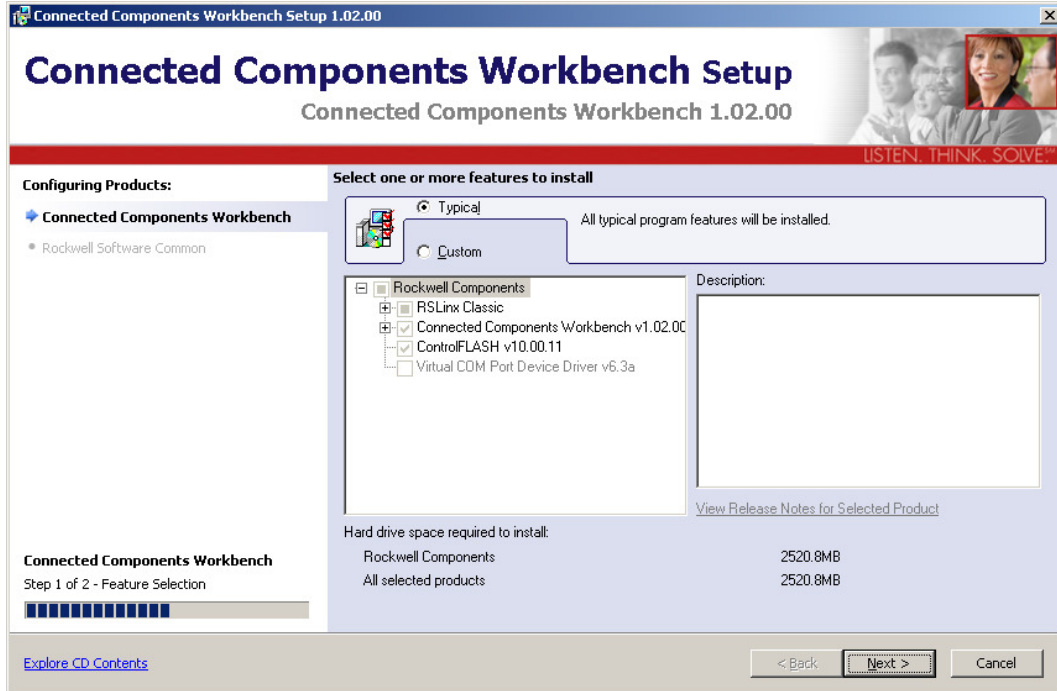 Connected Components Workbench Setup 1.02.00
Connected Components Workbench Setup
Connected Components Workbench 1.02.00
LISTEN. THINK. SOLVE.℠
Configuring Products:
Connected Components Workbench
Rockwell Software Common
Select one or more features to install
Typical
All typical program features will be installed.
Custom
Rockwell Components
RSLinx Classic
Connected Components Workbench v1.02.00
ControlFLASH v10.00.11
Virtual COM Port Device Driver v6.3a
Description:
View Release Notes for Selected Product
Hard drive space required to install:
Rockwell Components 2520.8MB
All selected products 2520.8MB
Connected Components Workbench
Step 1 of 2 - Feature Selection
Explore CD Contents
< Back
Next >
Cancel